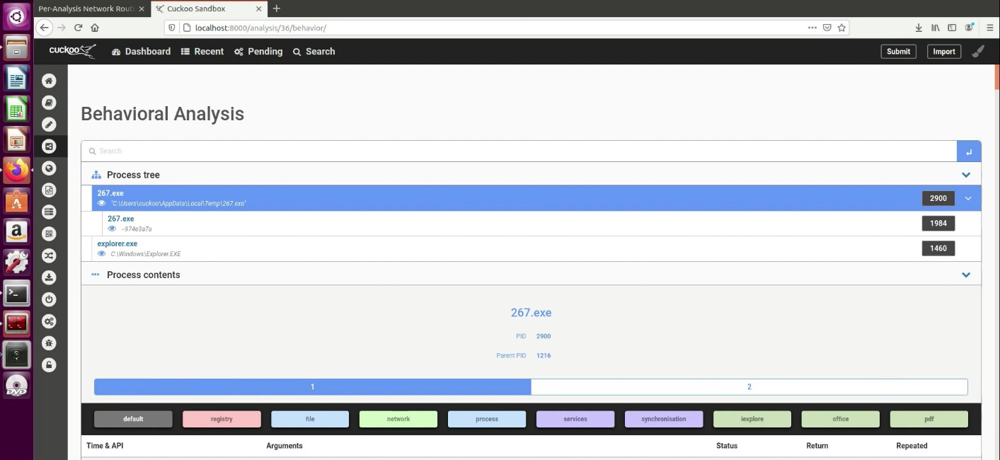 Per-Analysis Network Routi
Cuckoo Sandbox
localhost:8000/analysis/36/behavior/
cuckoo Dashboard Recent Pending Search Submit Import
Behavioral Analysis
Search
Process tree
267.exe
"C:\Users\cuckoo\AppData\Local\Temp\267.exe"
2900
267.exe
--974e3a7a
1984
explorer.exe
C:\Windows\Explorer.EXE
1460
Process contents
267.exe
PID 2900
Parent PID 1216
1 2
default registry file network process services synchronisation iexplore office pdf
Time & API Arguments Status Return Repeated
DVD